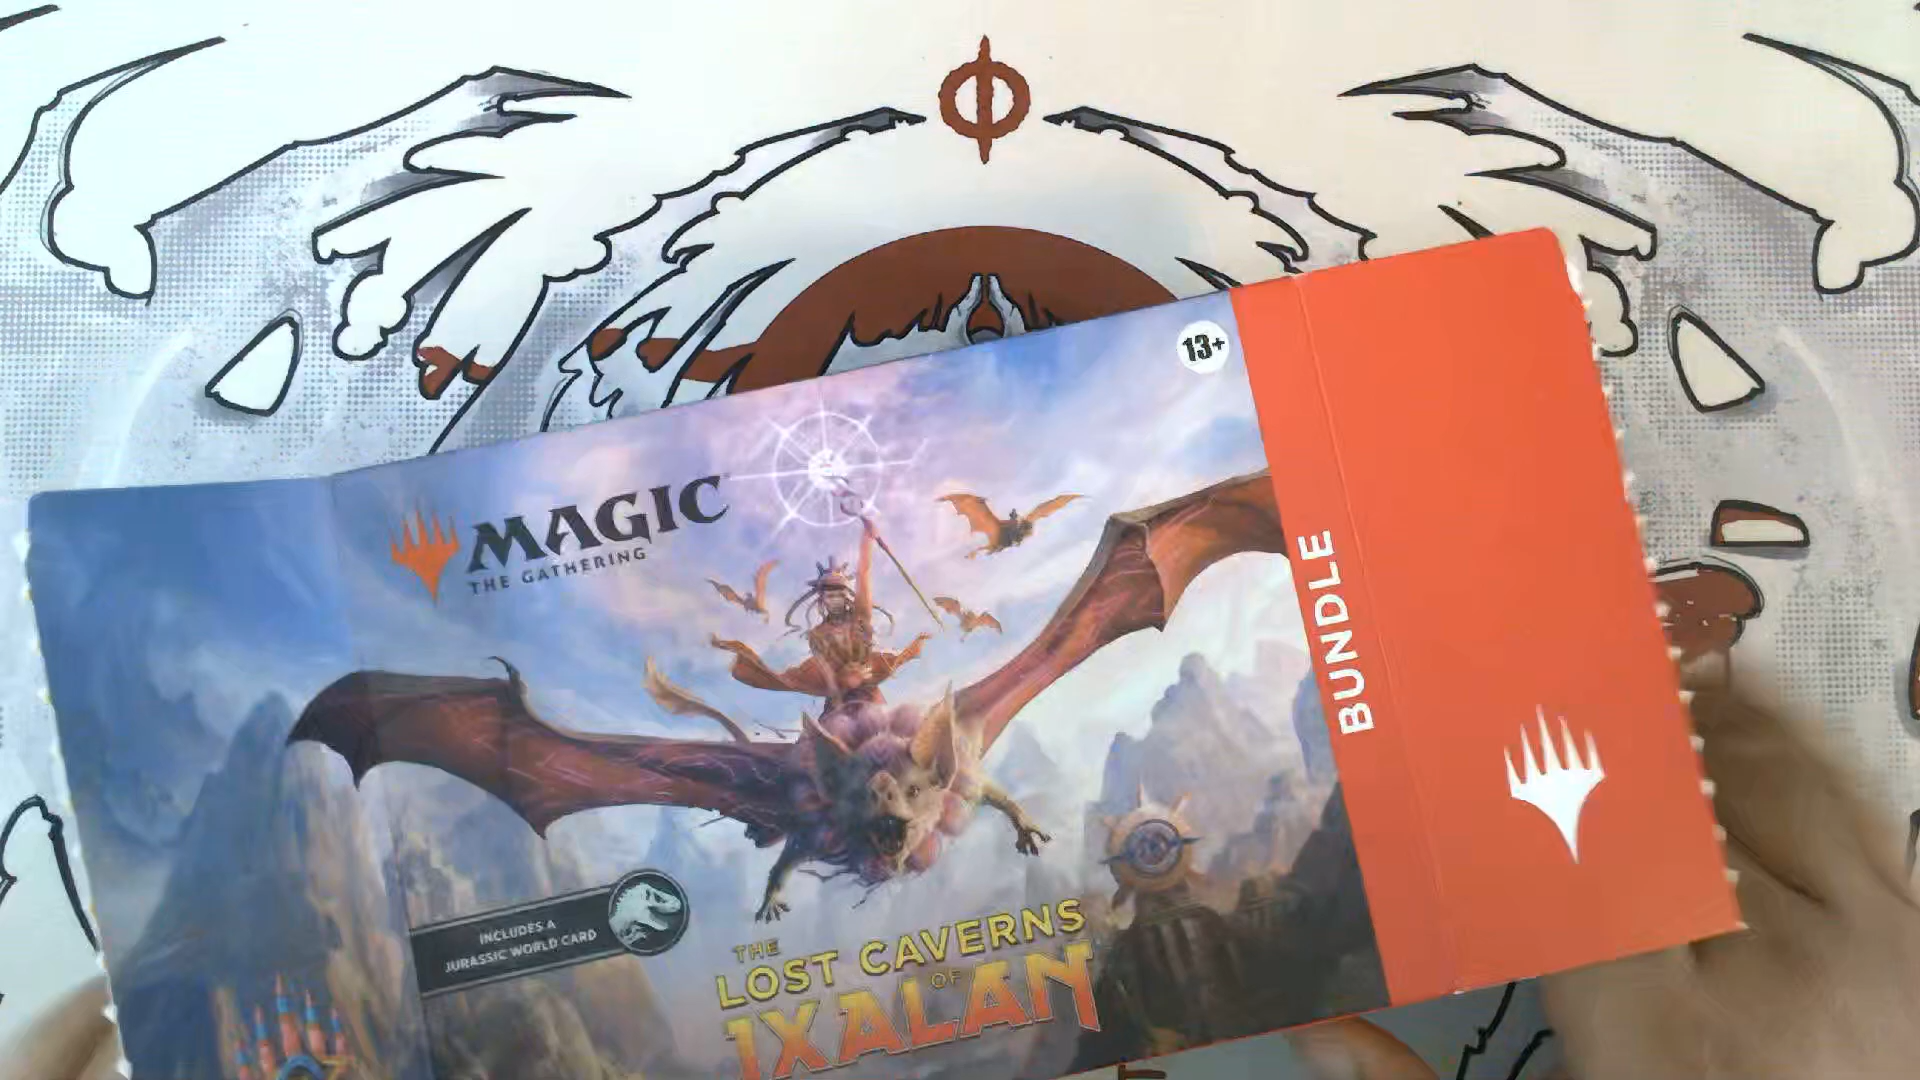 13+
MAGIC
THE GATHERING
BUNDLE
INCLUDES A
JURASSIC WORLD CARD
THE
LOST CAVERNS
OF
IXALAN